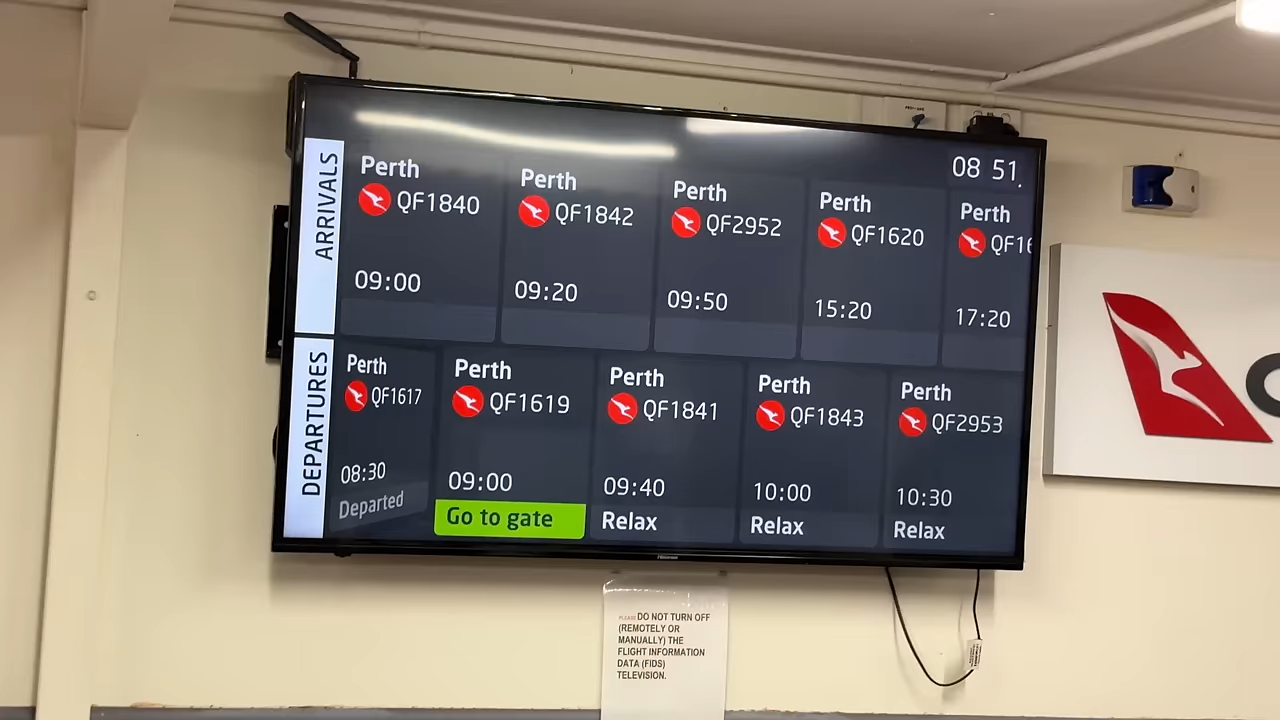 08 51
ARRIVALS
Perth
QF1840
09:00
Perth
QF1842
09:20
Perth
QF2952
09:50
Perth
QF1620
15:20
Perth
QF16
17:20
DEPARTURES
Perth
QF1617
08:30
Departed
Perth
QF1619
09:00
Go to gate
Perth
QF1841
09:40
Relax
Perth
QF1843
10:00
Relax
Perth
QF2953
10:30
Relax
Hisense
PLEASE DO NOT TURN OFF
(REMOTELY OR
MANUALLY) THE
FLIGHT INFORMATION
DATA (FIDS)
TELEVISION.